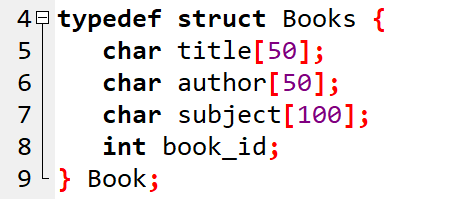 4 typedef struct Books {
5 char title[50];
6 char author[50];
7 char subject[100];
8 int book_id;
9 } Book;